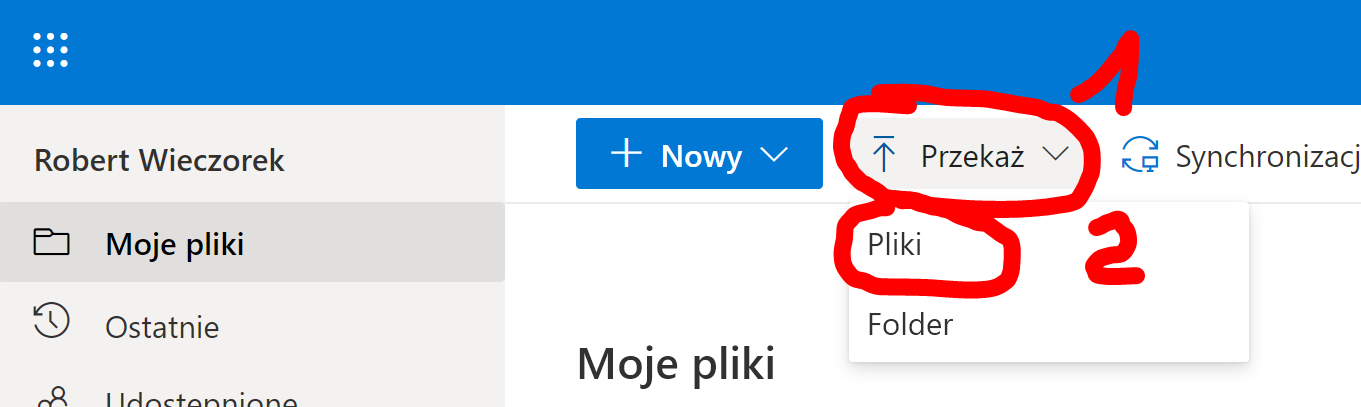 1
Robert Wieczorek
Nowy
Przekaż
Synchronizacj
Moje pliki
Pliki
2
Ostatnie
Folder
Moje pliki
Udostępnione